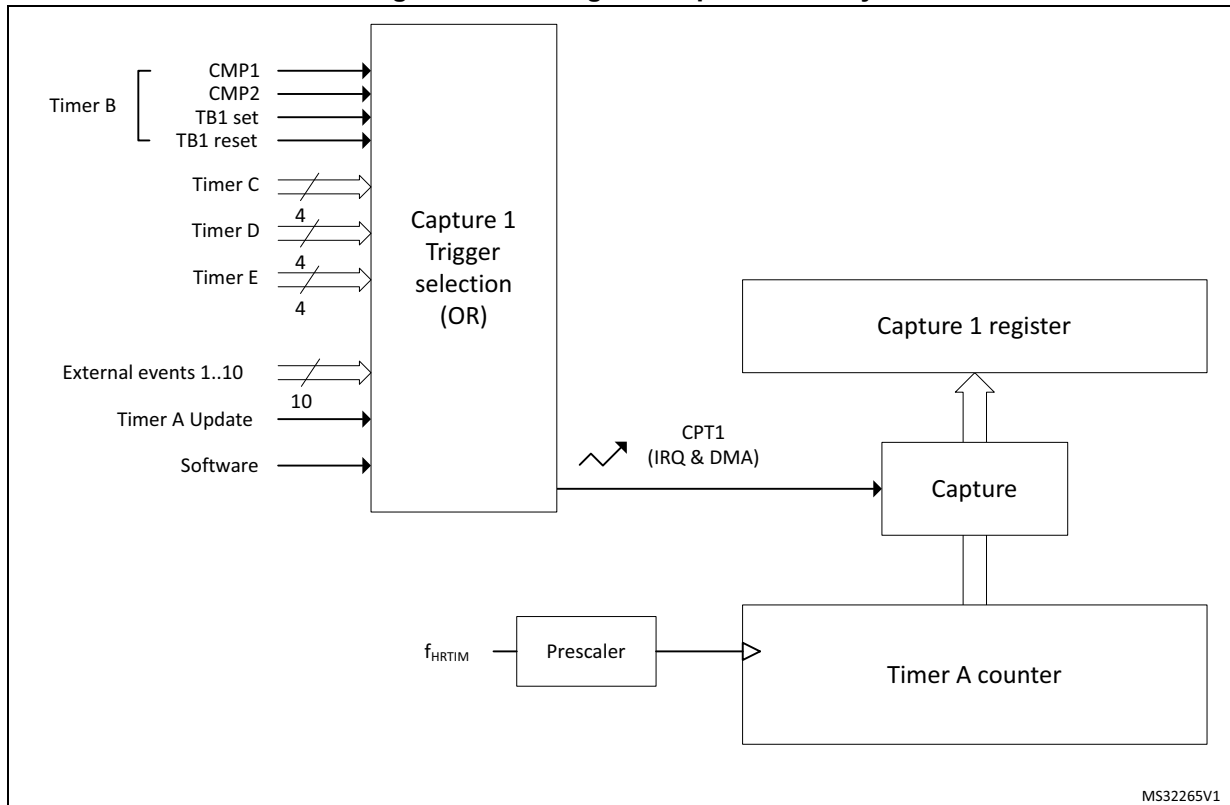 CMP1
CMP2
Timer B
TB1 set
TB1 reset
Timer C
4
Timer D
4
Timer E
4
Capture 1
Trigger
selection
(OR)
Capture 1 register
External events 1..10
10
Timer A Update
Software
CPT1
(IRQ & DMA)
Capture
fHRTIM
Prescaler
Timer A counter
MS32265V1